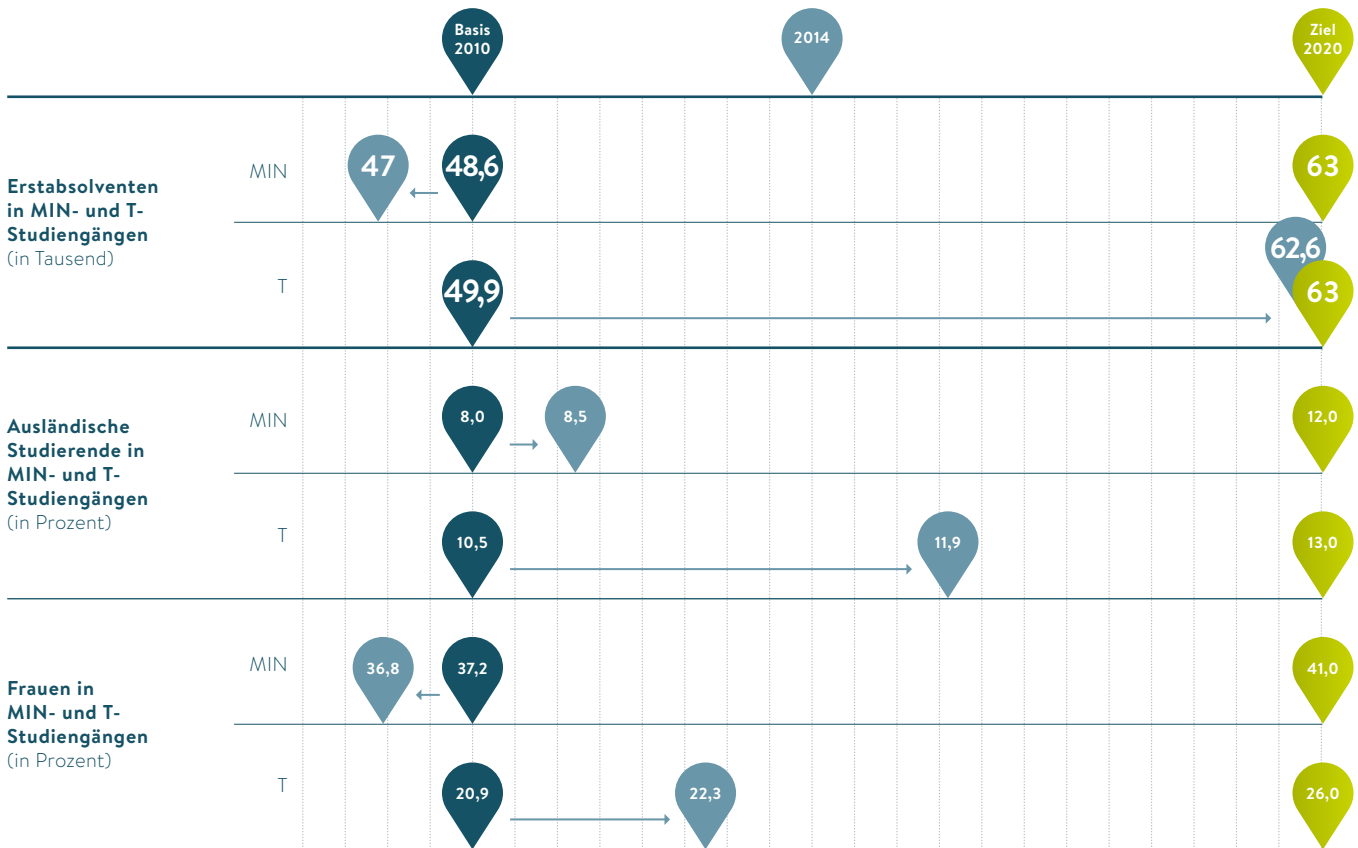 Basis
2010
2014
Ziel
2020
Erstabsolventen
in MIN- und T-
Studiengängen
(in Tausend)
MIN
47
48,6
63
T
49,9
62,6
63
Ausländische
Studierende in
MIN- und T-
Studiengängen
(in Prozent)
MIN
8,0
8,5
12,0
T
10,5
11,9
13,0
Frauen in
MIN- und T-
Studiengängen
(in Prozent)
MIN
36,8
37,2
41,0
T
20,9
22,3
26,0